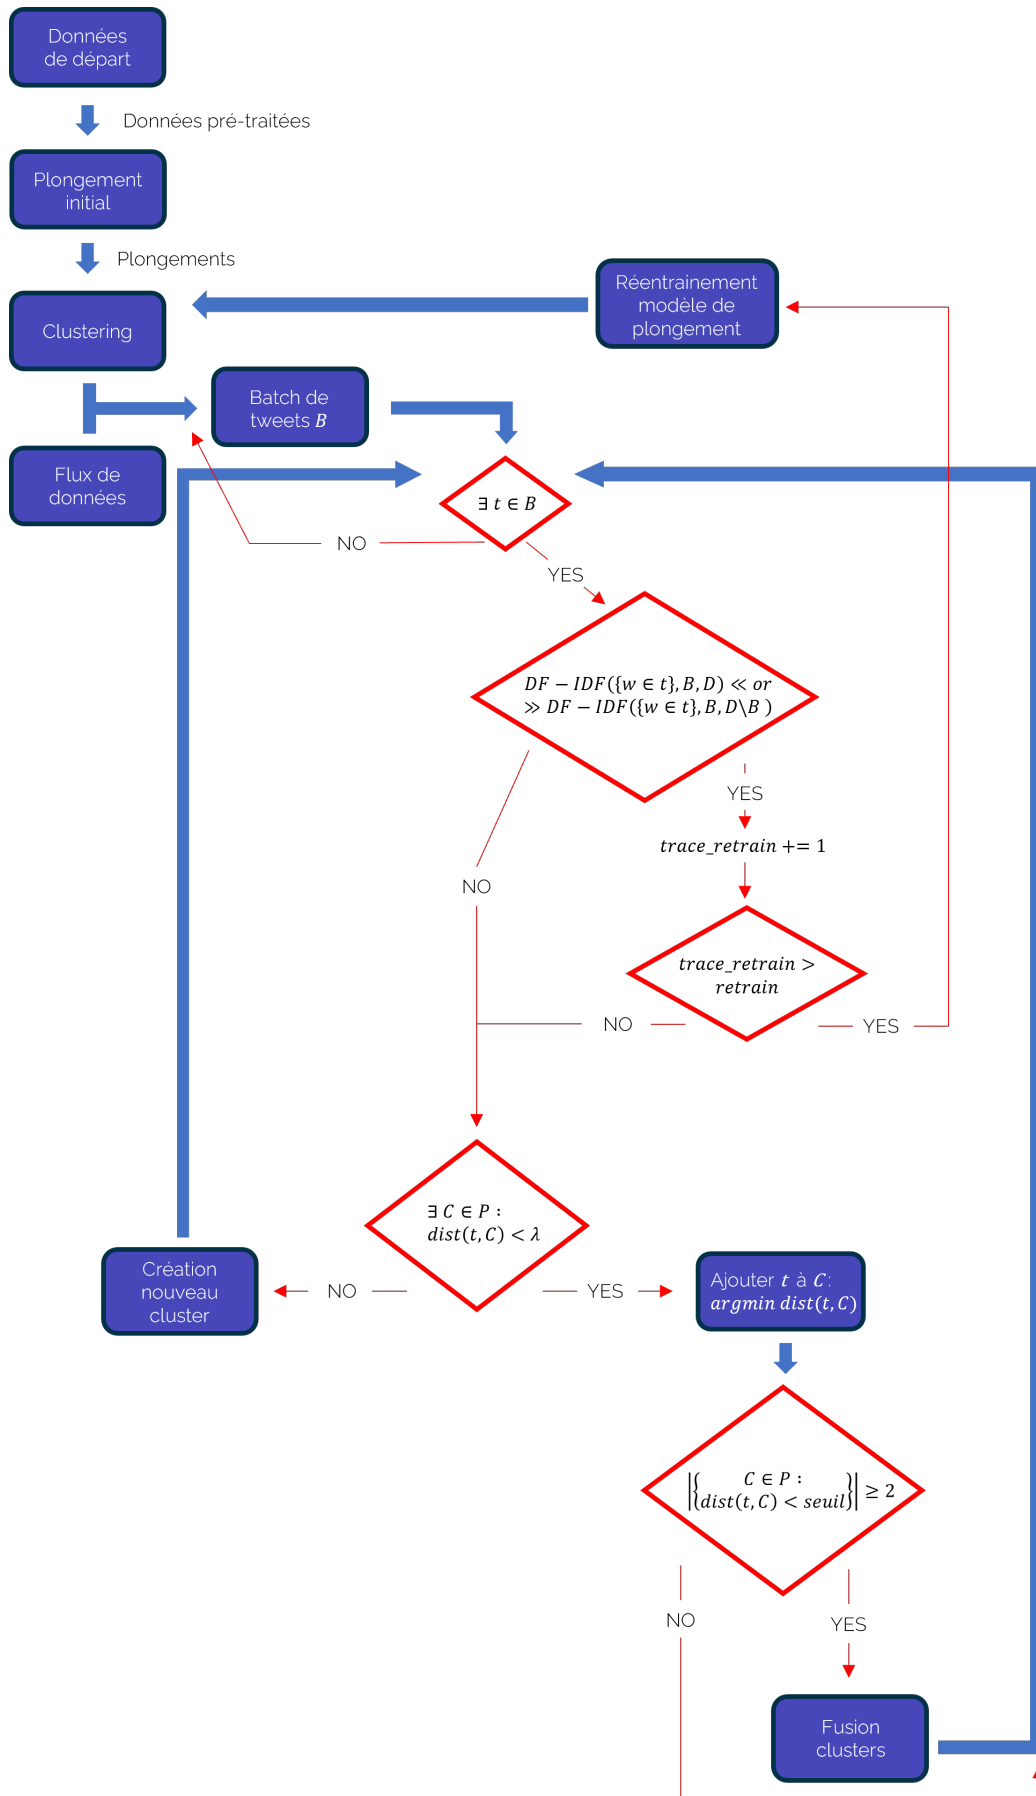 Données
de départ
Données pré-traitées
Plongement
initial
Plongements
Réentrainement
modèle de
plongement
Clustering
Batch de
tweets B
Flux de
données
∃ t ∈ B
NO
YES
DF − IDF({w ∈ t}, B, D) ≪ or
≫ DF − IDF({w ∈ t}, B, D\B )
YES
trace_retrain += 1
NO
trace_retrain >
retrain
NO
YES
∃ C ∈ P :
dist(t, C) < λ
Création
nouveau
cluster
NO
YES
Ajouter t à C:
argmin dist(t, C)
|{ C ∈ P :
dist(t, C) < seuil}| ≥ 2
NO
YES
Fusion
clusters